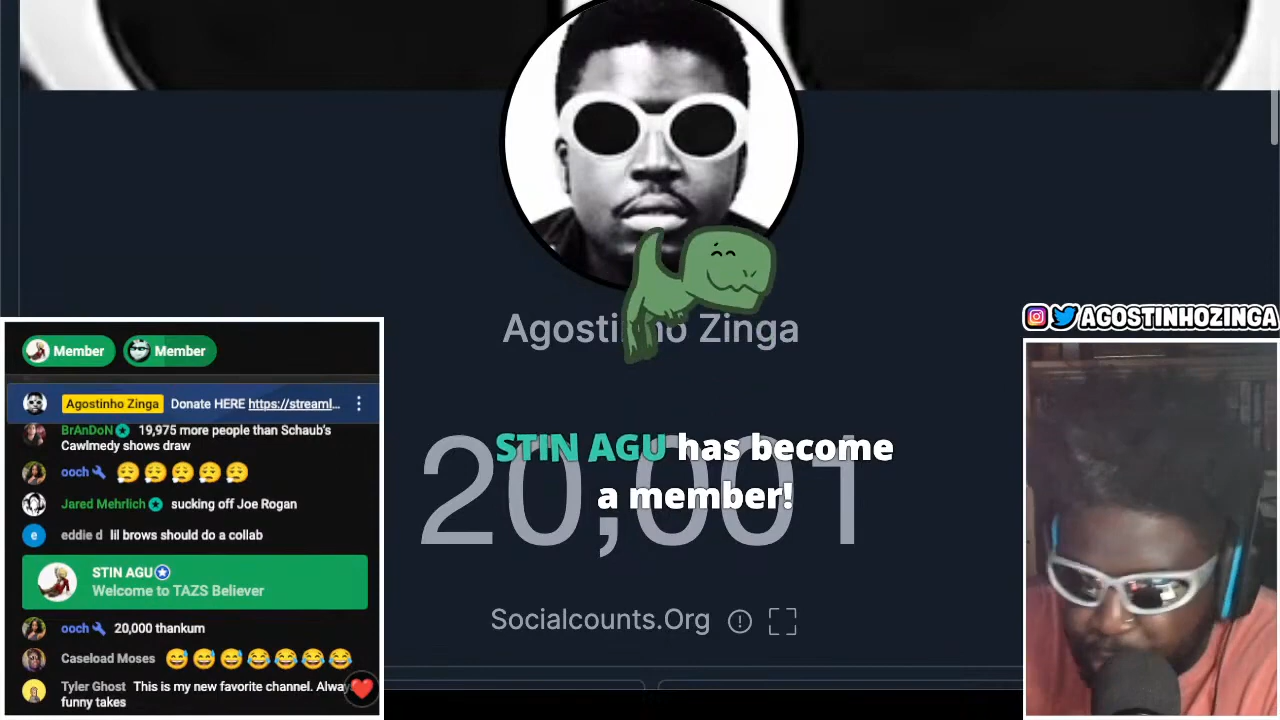 Agostinho Zinga
20,001
STIN AGU has become
a member!
Socialcounts.Org
AGOSTINHOZINGA
Member
Member
Agostinho Zinga Donate HERE https://streaml...
BrAnDoN 19,975 more people than Schaub's
Cawlmedy shows draw
ooch
Jared Mehrlich sucking off Joe Rogan
e eddie d lil brows should do a collab
STIN AGU
Welcome to TAZS Believer
ooch 20,000 thankum
Caseload Moses
Tyler Ghost This is my new favorite channel. Alway
funny takes